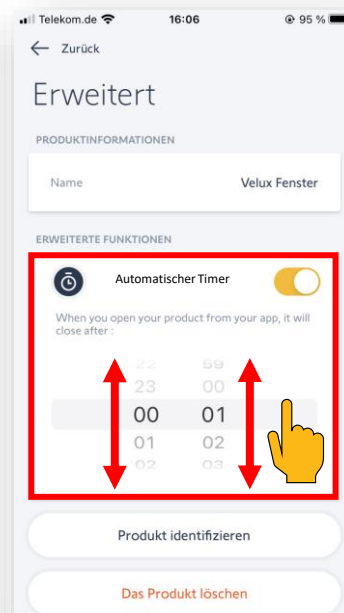 Telekom.de 16:06 95 %
Zurück
Erweitert
PRODUKTINFORMATIONEN
Name Velux Fenster
ERWEITERTE FUNKTIONEN
Automatischer Timer
When you open your product from your app, it will
close after :
22 59
23 00
00 01
01 02
02 03
Produkt identifizieren
Das Produkt löschen